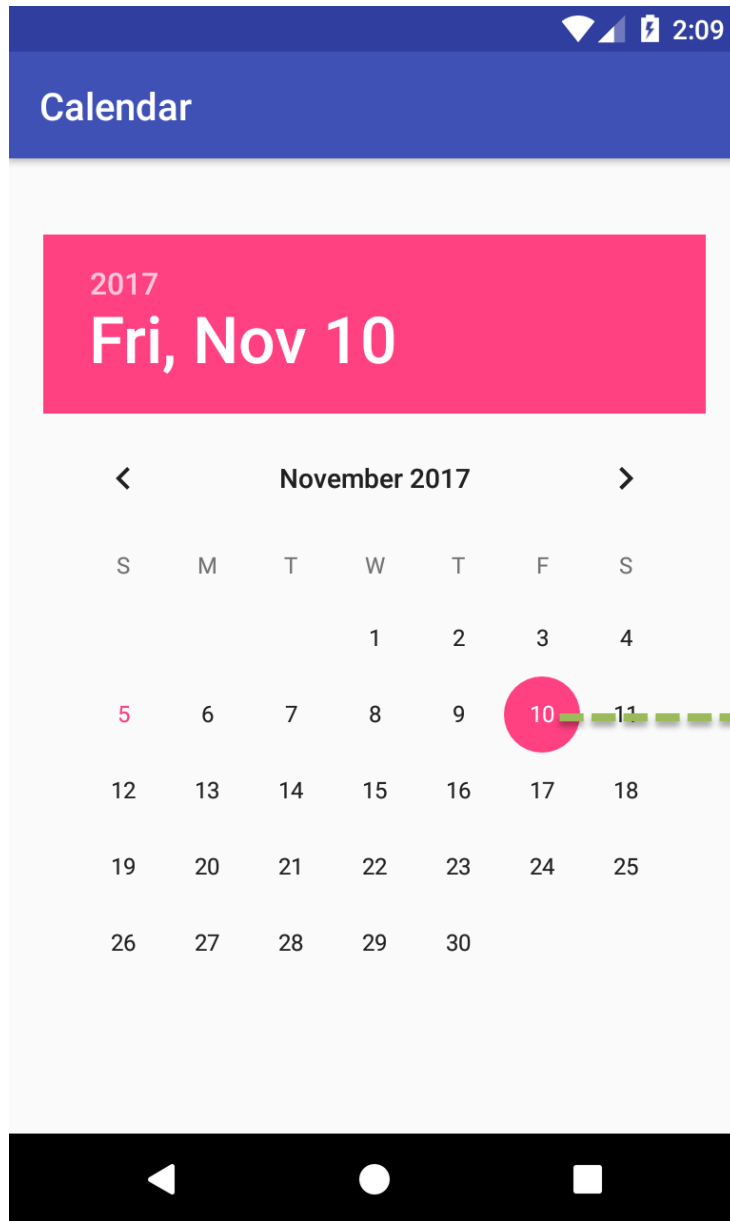 2:09
Calendar
2017
Fri, Nov 10
November 2017
S M T W T F S
1 2 3 4
5 6 7 8 9 10 11
12 13 14 15 16 17 18
19 20 21 22 23 24 25
26 27 28 29 30